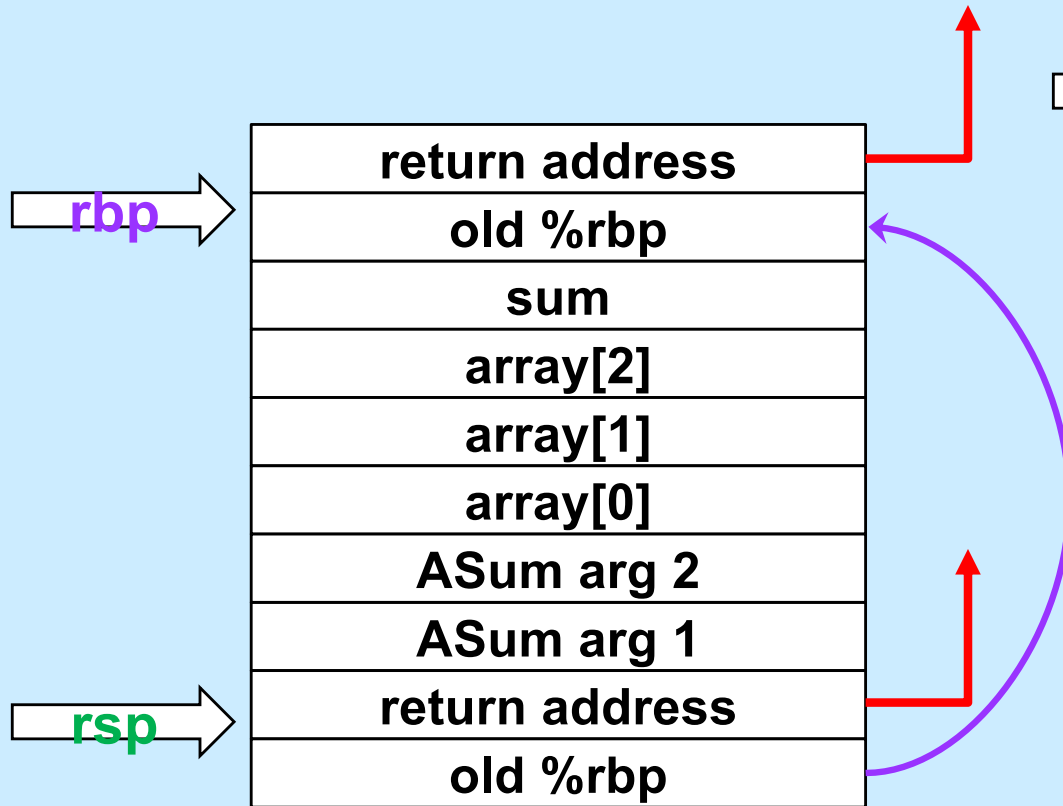 return address
rbp
old %rbp
sum
array[2]
array[1]
array[0]
ASum arg 2
ASum arg 1
return address
rsp
old %rbp